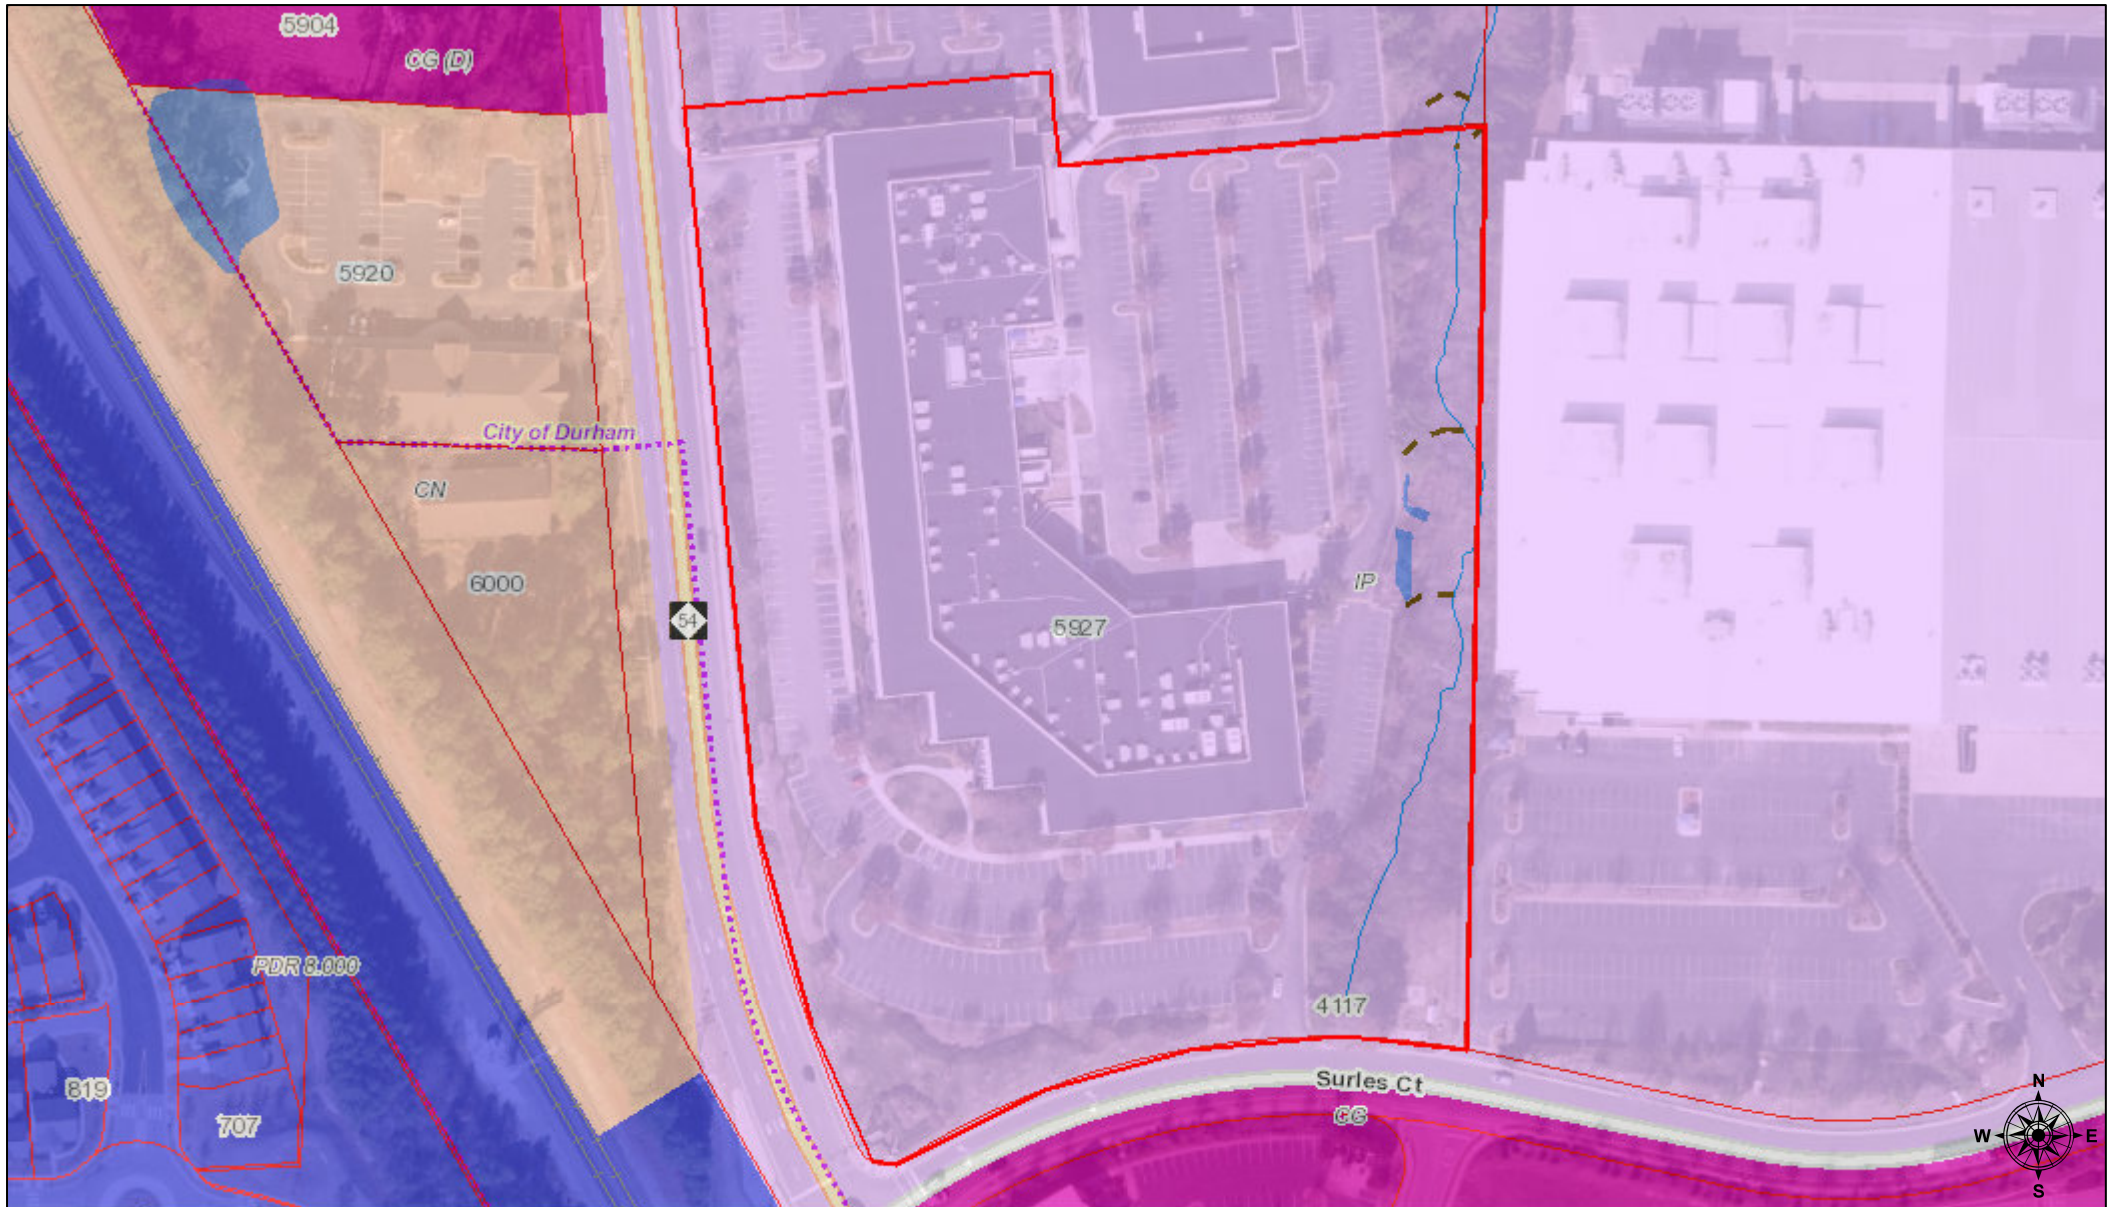 5904
CG (D)
5920
City of Durham
CN
6000
54
IP
5927
PDR 8.000
4117
819
707
Surles Ct
CG
N
W
E
S